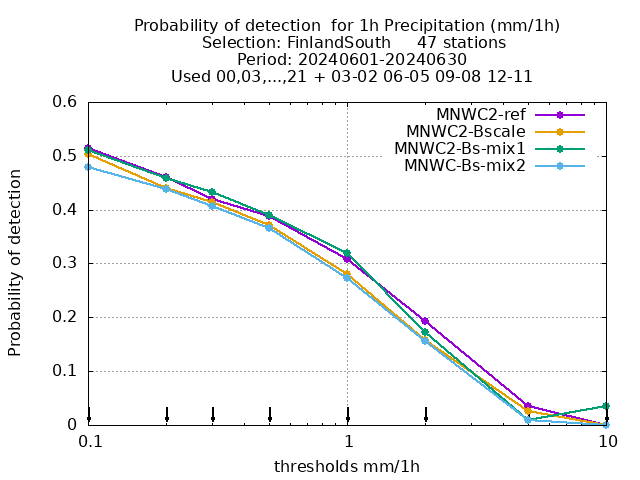 Probability of detection  for 1h Precipitation (mm/1h)
Selection: FinlandSouth     47 stations
Period: 20240601-20240630
Used 00,03,...,21 + 03-02 06-05 09-08 12-11
MNWC2-ref
MNWC2-Bscale
MNWC2-Bs-mix1
MNWC-Bs-mix2
Probability of detection
0.6
0.5
0.4
0.3
0.2
0.1
0
0.1
1
10
thresholds mm/1h